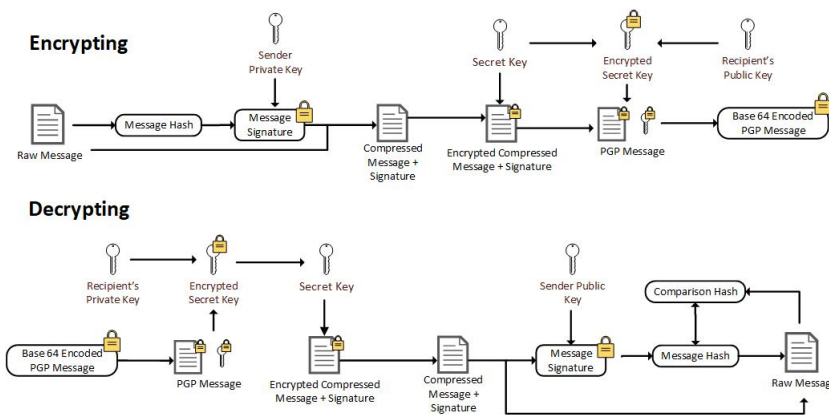 Encrypting
Sender
Private Key
Secret Key
Encrypted
Secret Key
Recipient's
Public Key
Raw Message
Message Hash
Message
Signature
Compressed
Message +
Signature
Encrypted Compressed
Message + Signature
PGP Message
Base 64 Encoded
PGP Message
Decrypting
Recipient's
Private Key
Encrypted
Secret Key
Secret Key
Sender Public
Key
Comparison Hash
Base 64 Encoded
PGP Message
PGP Message
Encrypted Compressed
Message + Signature
Compressed
Message +
Signature
Message
Signature
Message Hash
Raw Message